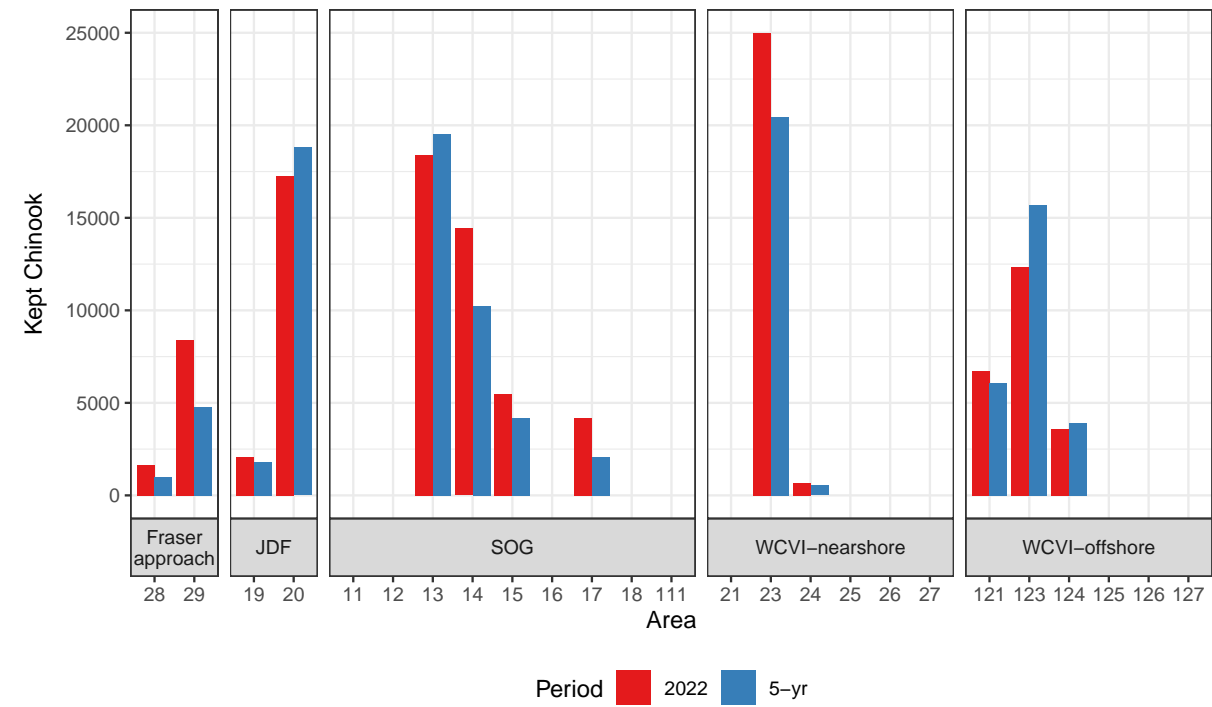 Kept Chinook
25000
20000
15000
10000
5000
0
Fraser
approach
JDF
SOG
WCVI−nearshore
WCVI−offshore
28 29 19 20 11 12 13 14 15 16 17 18 111 21 23 24 25 26 27 121 123 124 125 126 127
Area
Period 2022 5−yr